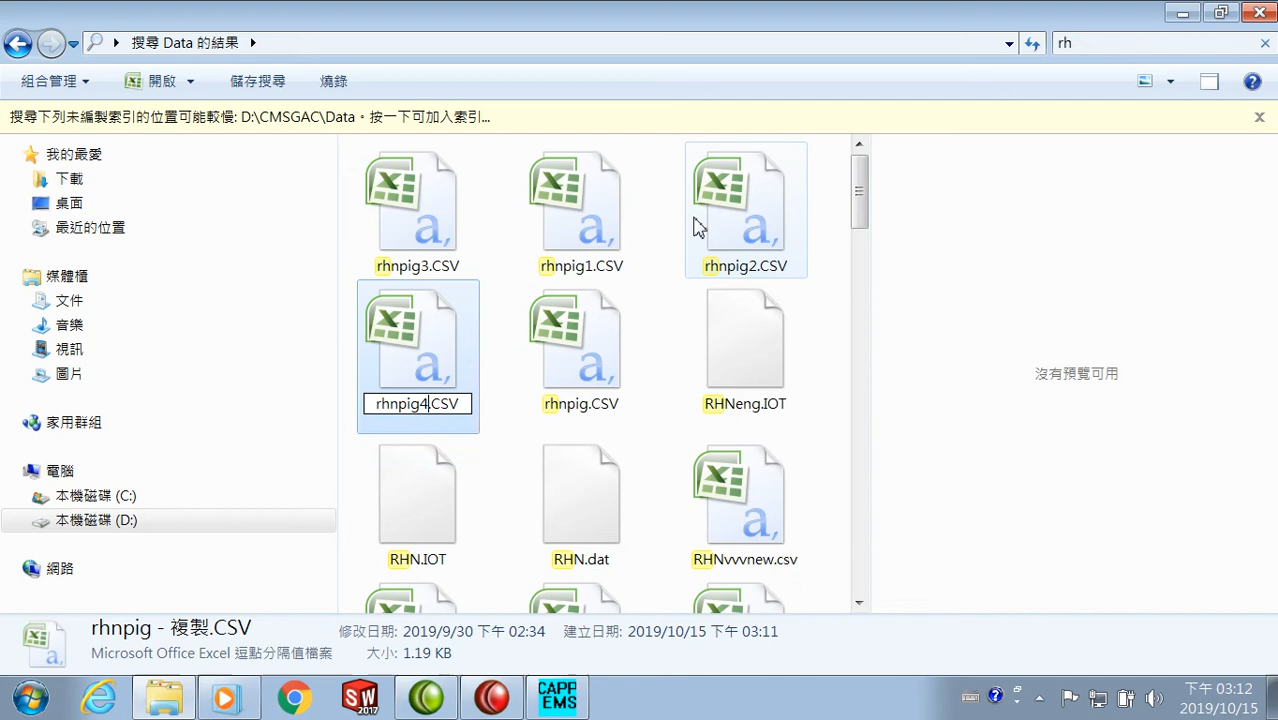 搜尋 Data 的結果
rh
組合管理
開啟
儲存搜尋
燒錄
搜尋下列未編製索引的位置可能較慢: D:\CMSGAC\Data。按一下可加入索引...
我的最愛
下載
桌面
最近的位置
媒體櫃
文件
音樂
視訊
圖片
家用群組
電腦
本機磁碟 (C:)
本機磁碟 (D:)
網路
a,
a,
a,
rhnpig3.CSV
rhnpig1.CSV
rhnpig2.CSV
a,
a,
rhnpig4.CSV
rhnpig.CSV
RHNeng.IOT
a,
RHN.IOT
RHN.dat
RHNvvvnew.csv
沒有預覽可用
rhnpig - 複製.CSV
修改日期: 2019/9/30 下午 02:34
建立日期: 2019/10/15 下午 03:11
Microsoft Office Excel 逗點分隔值檔案
大小: 1.19 KB
SW
2017
CAPP
EMS
下午 03:12
2019/10/15